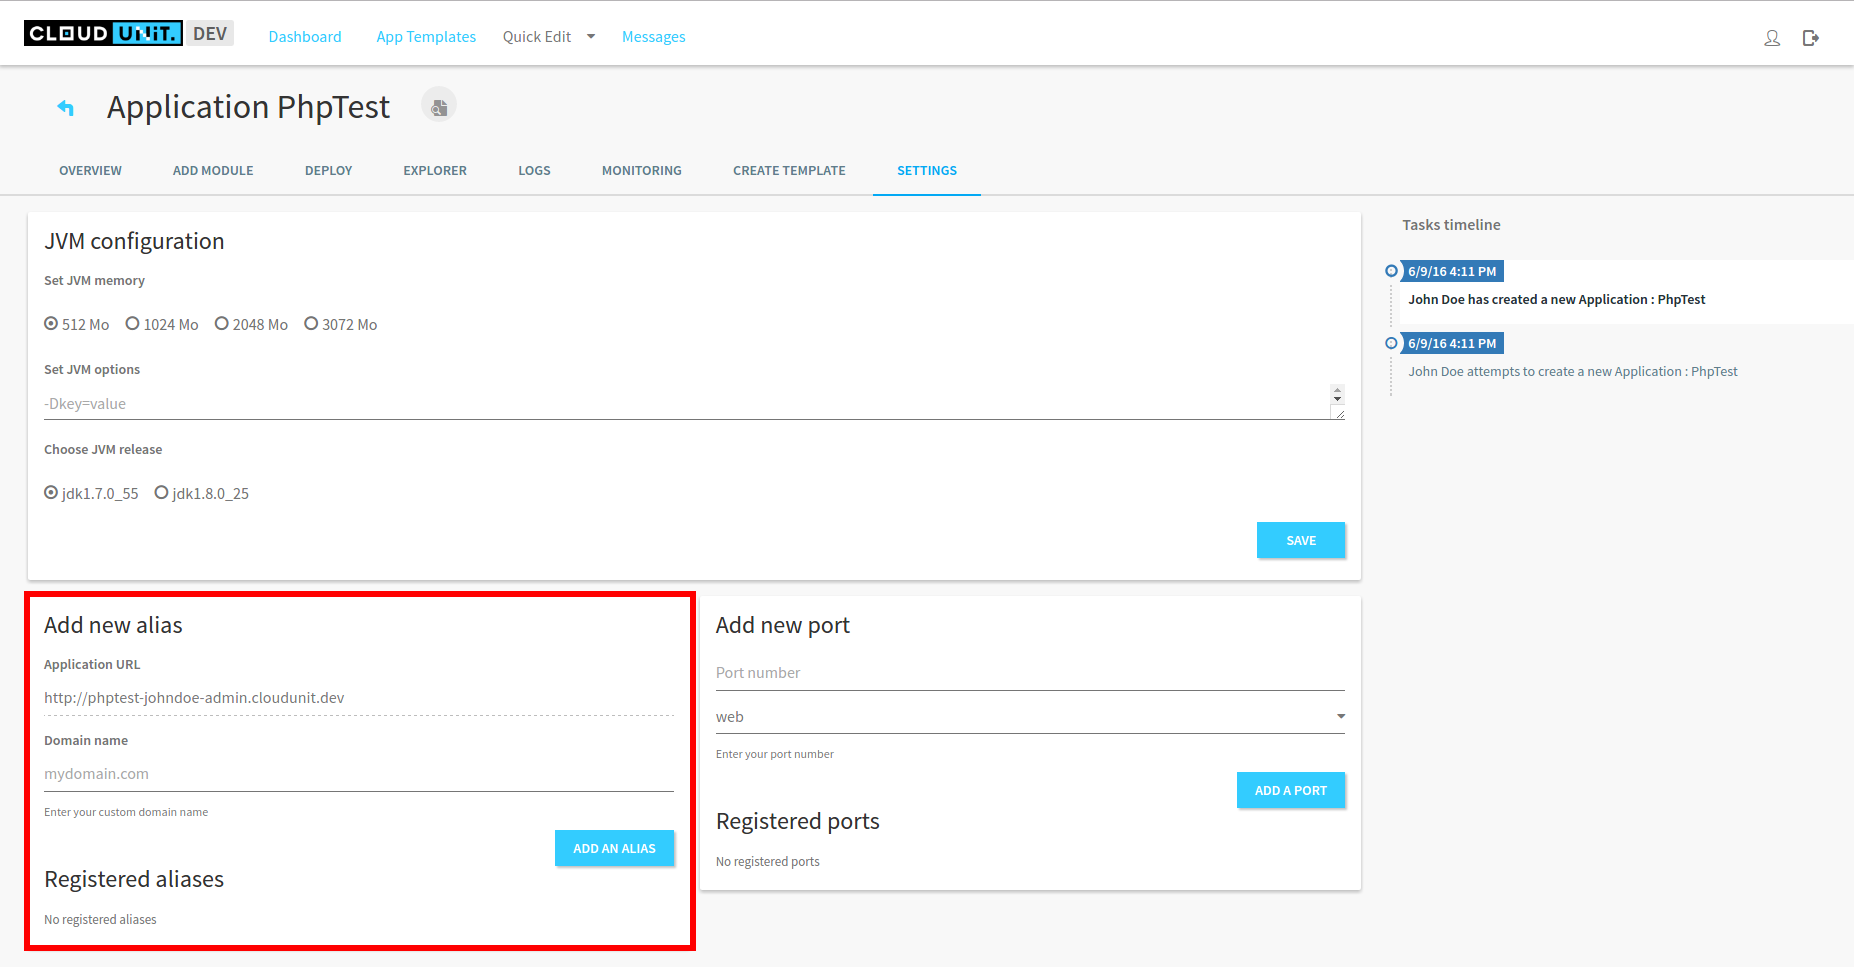 CLOUD UNIT. DEV Dashboard App Templates Quick Edit Messages
Application PhpTest
OVERVIEW ADD MODULE DEPLOY EXPLORER LOGS MONITORING CREATE TEMPLATE SETTINGS
JVM configuration
Set JVM memory
512 Mo 1024 Mo 2048 Mo 3072 Mo
Set JVM options
-Dkey=value
Choose JVM release
jdk1.7.0_55 jdk1.8.0_25
SAVE
Add new alias
Application URL
http://phptest-johndoe-admin.cloudunit.dev
Domain name
mydomain.com
Enter your custom domain name
ADD AN ALIAS
Registered aliases
No registered aliases
Add new port
Port number
web
Enter your port number
ADD A PORT
Registered ports
No registered ports
Tasks timeline
6/9/16 4:11 PM
John Doe has created a new Application : PhpTest
6/9/16 4:11 PM
John Doe attempts to create a new Application : PhpTest